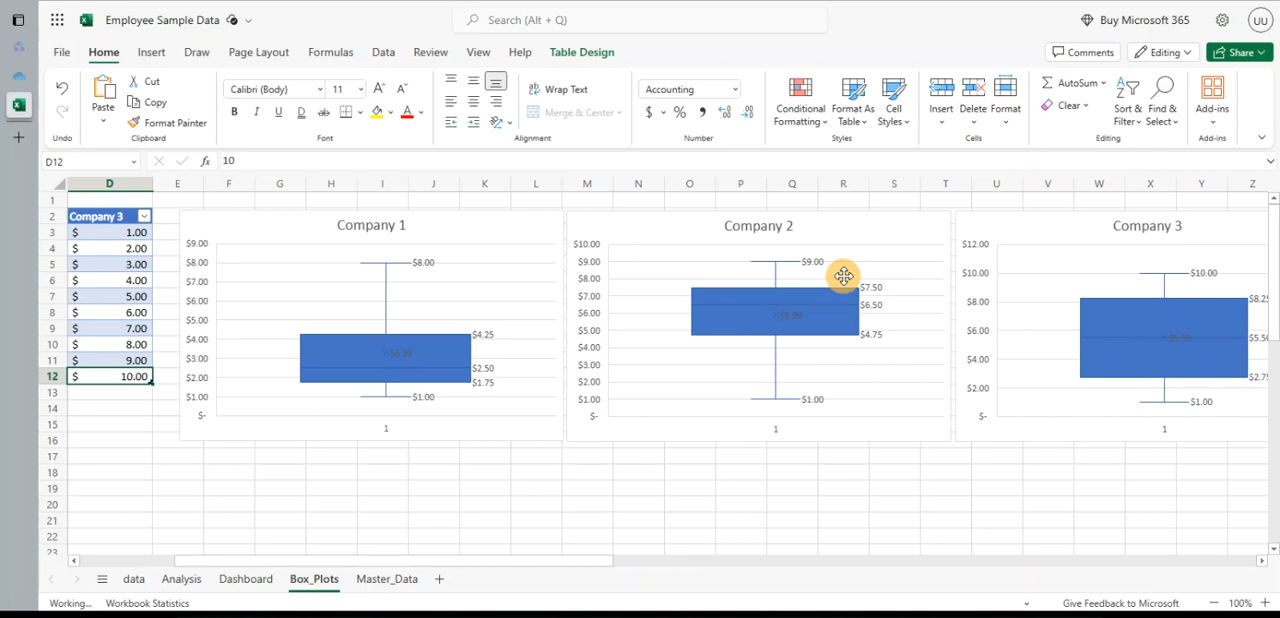 Employee Sample Data
Search (Alt + Q)
Buy Microsoft 365
UU
File Home Insert Draw Page Layout Formulas Data Review View Help Table Design
Comments Editing Share
Paste Cut Copy Format Painter
Calibri (Body) 11
Wrap Text
Merge & Center
Accounting
Conditional Formatting Format As Table Cell Styles
Insert Delete Format
AutoSum Clear Sort & Filter Find & Select
Add-ins
Undo Clipboard Font Alignment Number Styles Cells Editing Add-ins
D12 fx 10
D E F G H I J K L M N O P Q R S T U V W X Y Z
1
2 Company 3
3 $ 1.00
4 $ 2.00
5 $ 3.00
6 $ 4.00
7 $ 5.00
8 $ 6.00
9 $ 7.00
10 $ 8.00
11 $ 9.00
12 $ 10.00
13
14
15
16
17
18
19
20
21
22
23
Company 1
$9.00
$8.00
$7.00
$6.00
$5.00
$4.00
$3.00
$2.00
$1.00
$-
$8.00
$4.25
$2.50
$1.75
$1.00
1
Company 2
$10.00
$9.00
$8.00
$7.00
$6.00
$5.00
$4.00
$3.00
$2.00
$1.00
$-
$9.00
$7.50
$6.50
$4.75
$1.00
1
Company 3
$12.00
$10.00
$8.00
$6.00
$4.00
$2.00
$-
$10.00
$8.25
$5.50
$5.50
$2.75
$1.00
1
data Analysis Dashboard Box_Plots Master_Data
Working... Workbook Statistics Give Feedback to Microsoft 100%